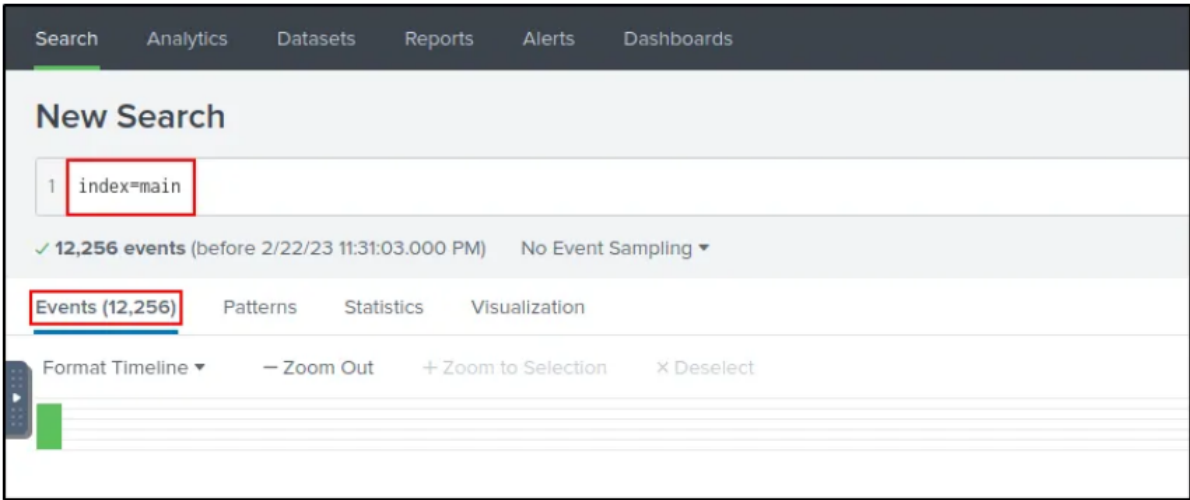 Search Analytics Datasets Reports Alerts Dashboards
New Search
1 index=main
✓ 12,256 events (before 2/22/23 11:31:03.000 PM) No Event Sampling ▾
Events (12,256) Patterns Statistics Visualization
Format Timeline ▾ — Zoom Out + Zoom to Selection × Deselect